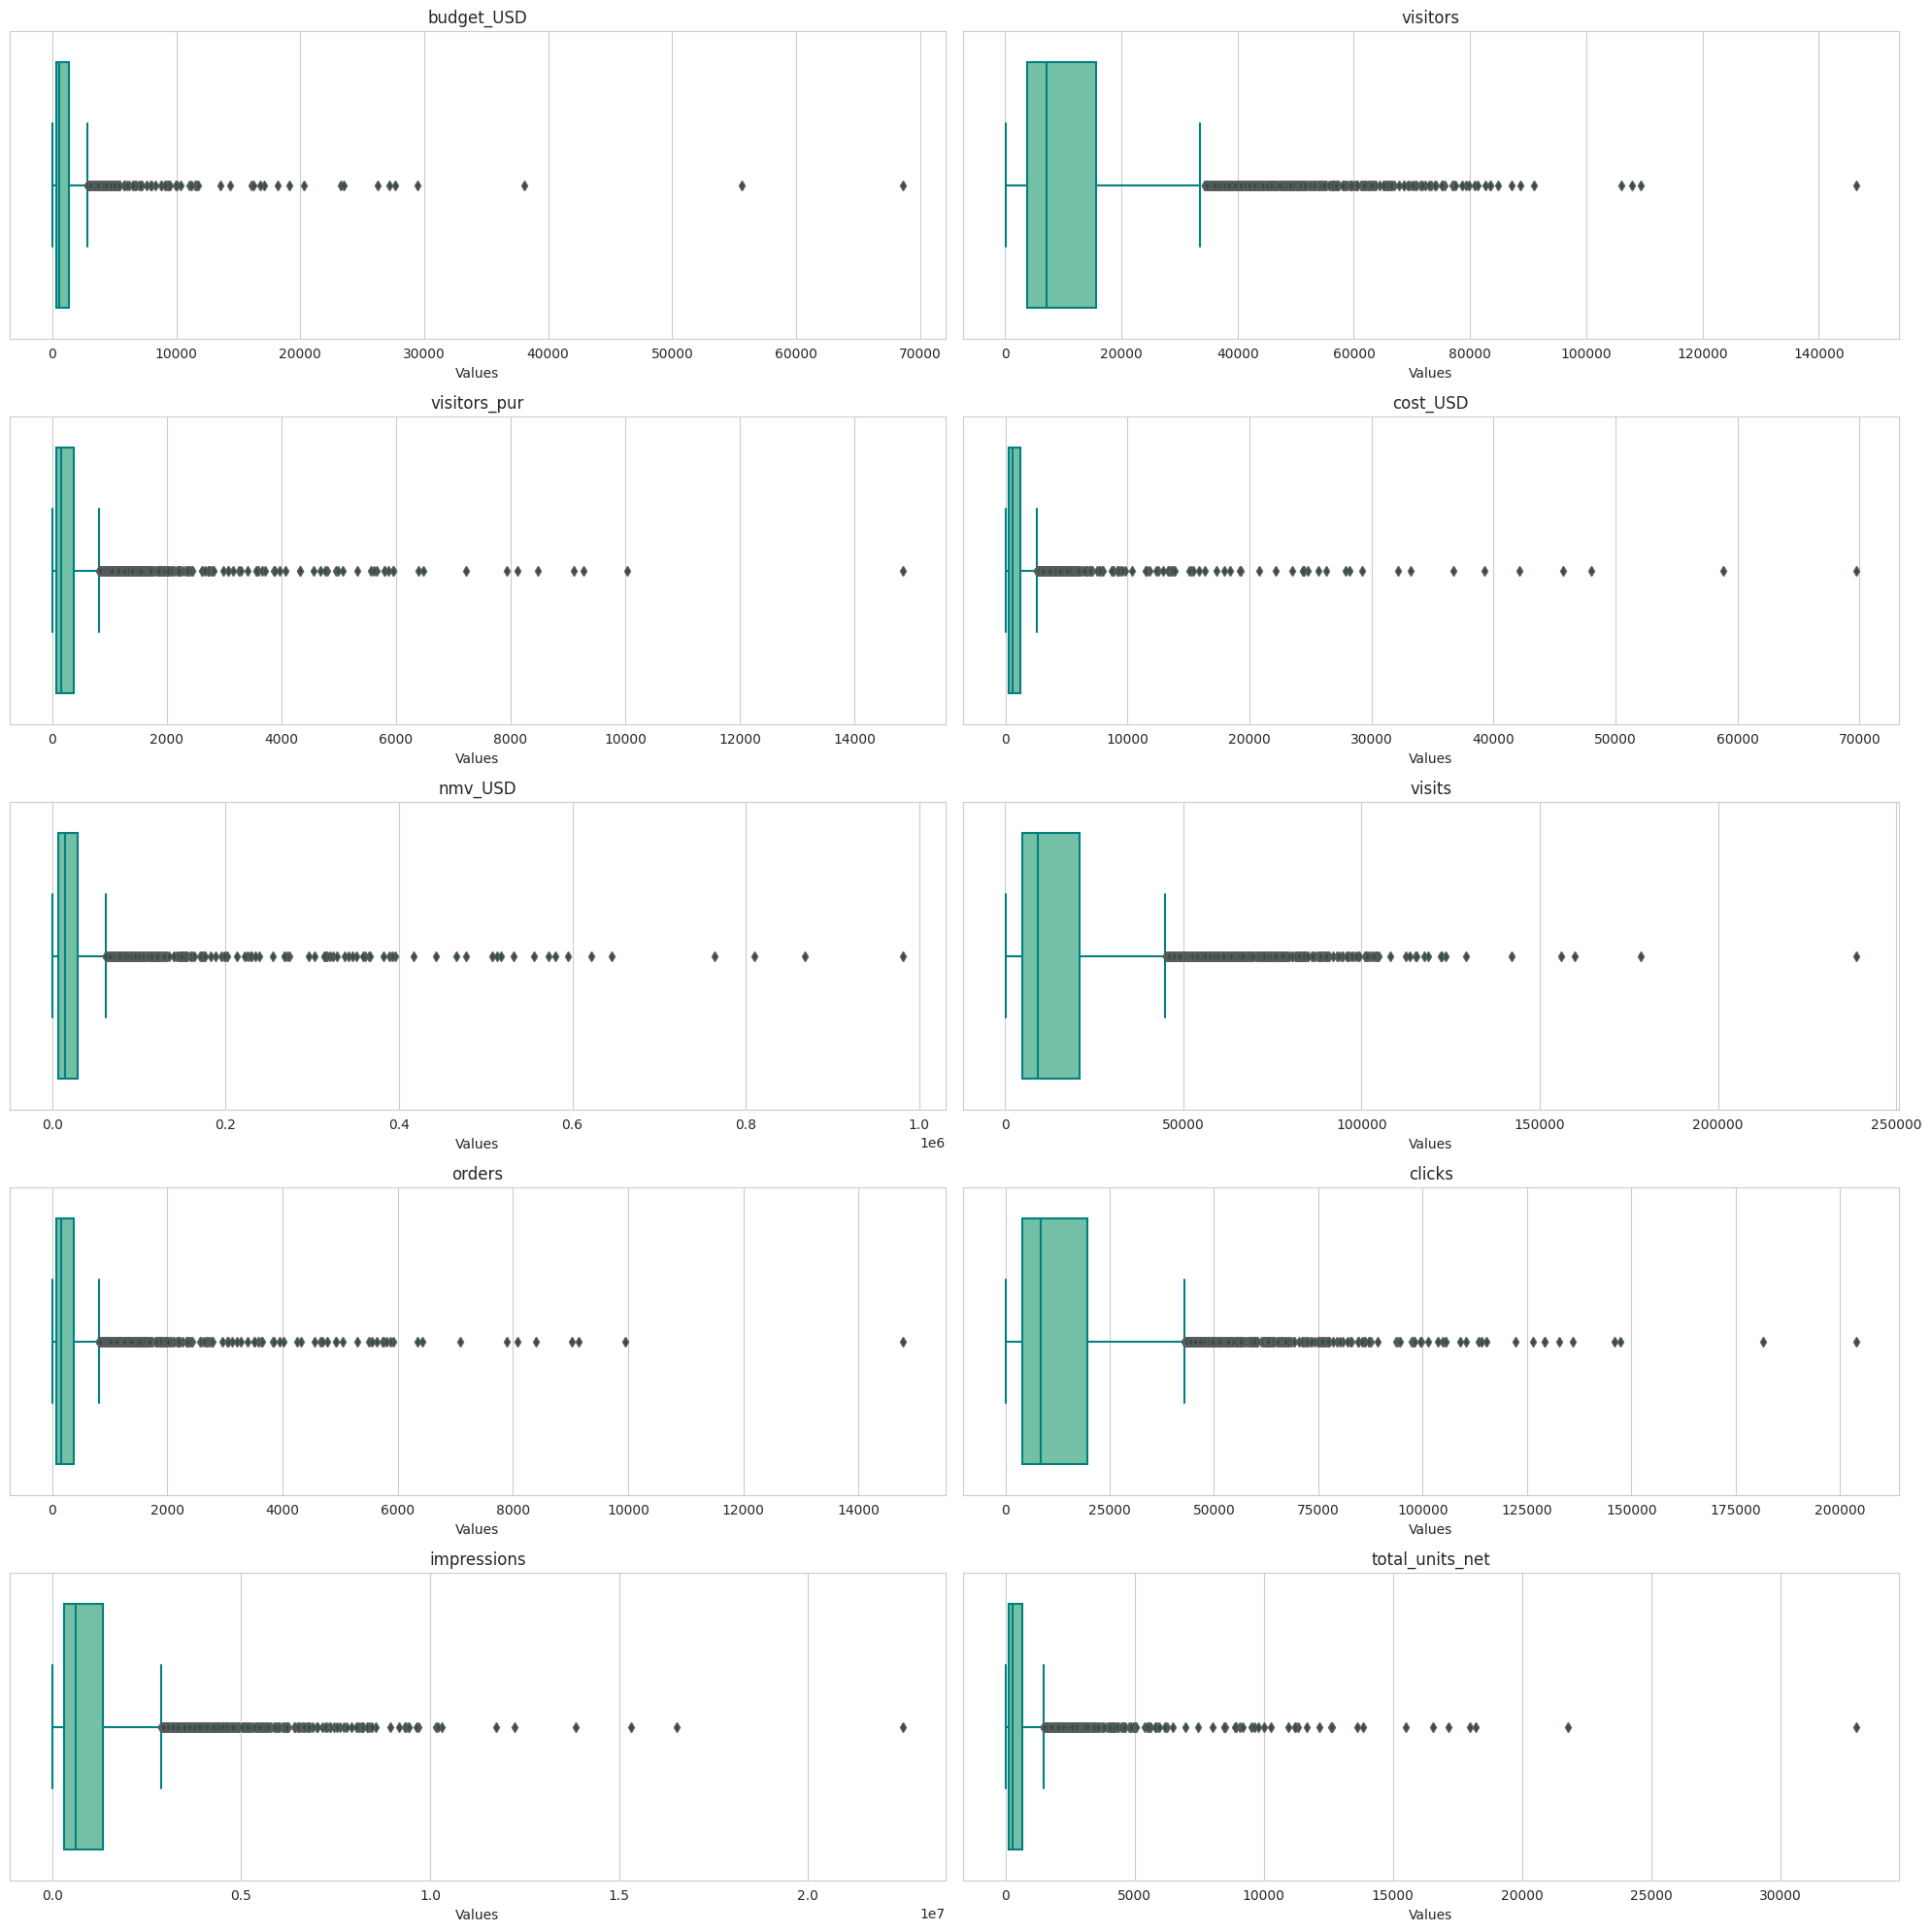 budget_USD
0 10000 20000 30000 40000 50000 60000 70000
Values
visitors
0 20000 40000 60000 80000 100000 120000 140000
Values
visitors_pur
0 2000 4000 6000 8000 10000 12000 14000
Values
cost_USD
0 10000 20000 30000 40000 50000 60000 70000
Values
nmv_USD
0.0 0.2 0.4 0.6 0.8 1.0
Values
1e6
visits
0 50000 100000 150000 200000 250000
Values
orders
0 2000 4000 6000 8000 10000 12000 14000
Values
clicks
0 25000 50000 75000 100000 125000 150000 175000 200000
Values
impressions
0.0 0.5 1.0 1.5 2.0
Values
1e7
total_units_net
0 5000 10000 15000 20000 25000 30000
Values